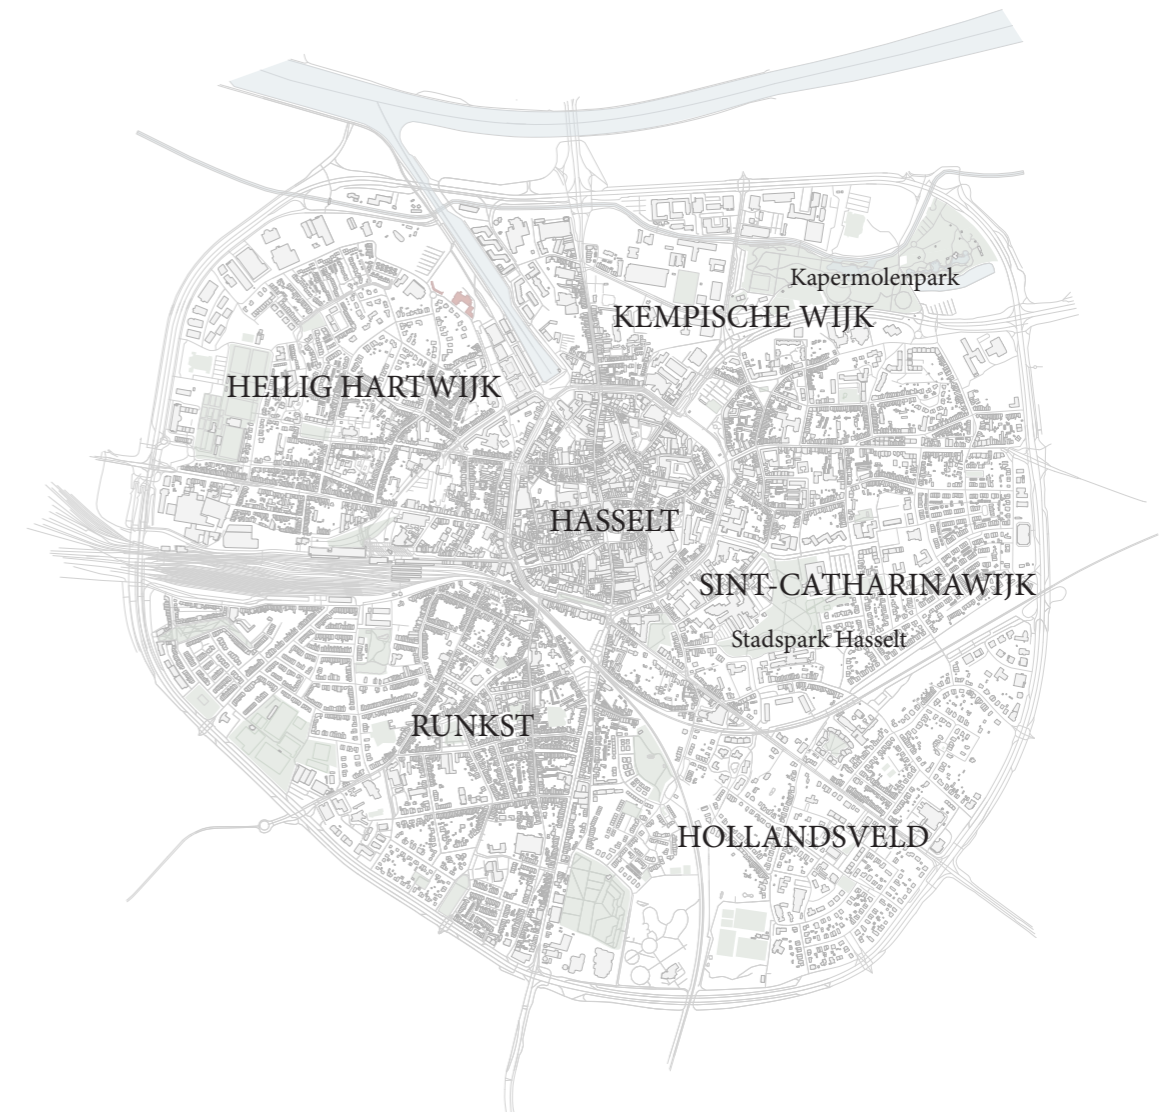 Kapermolenpark
KEMPISCHE WIJK
HEILIG HARTWIJK
HASSELT
SINT-CATHARINAWIJK
Stadspark Hasselt
RUNKST
HOLLANDSVELD